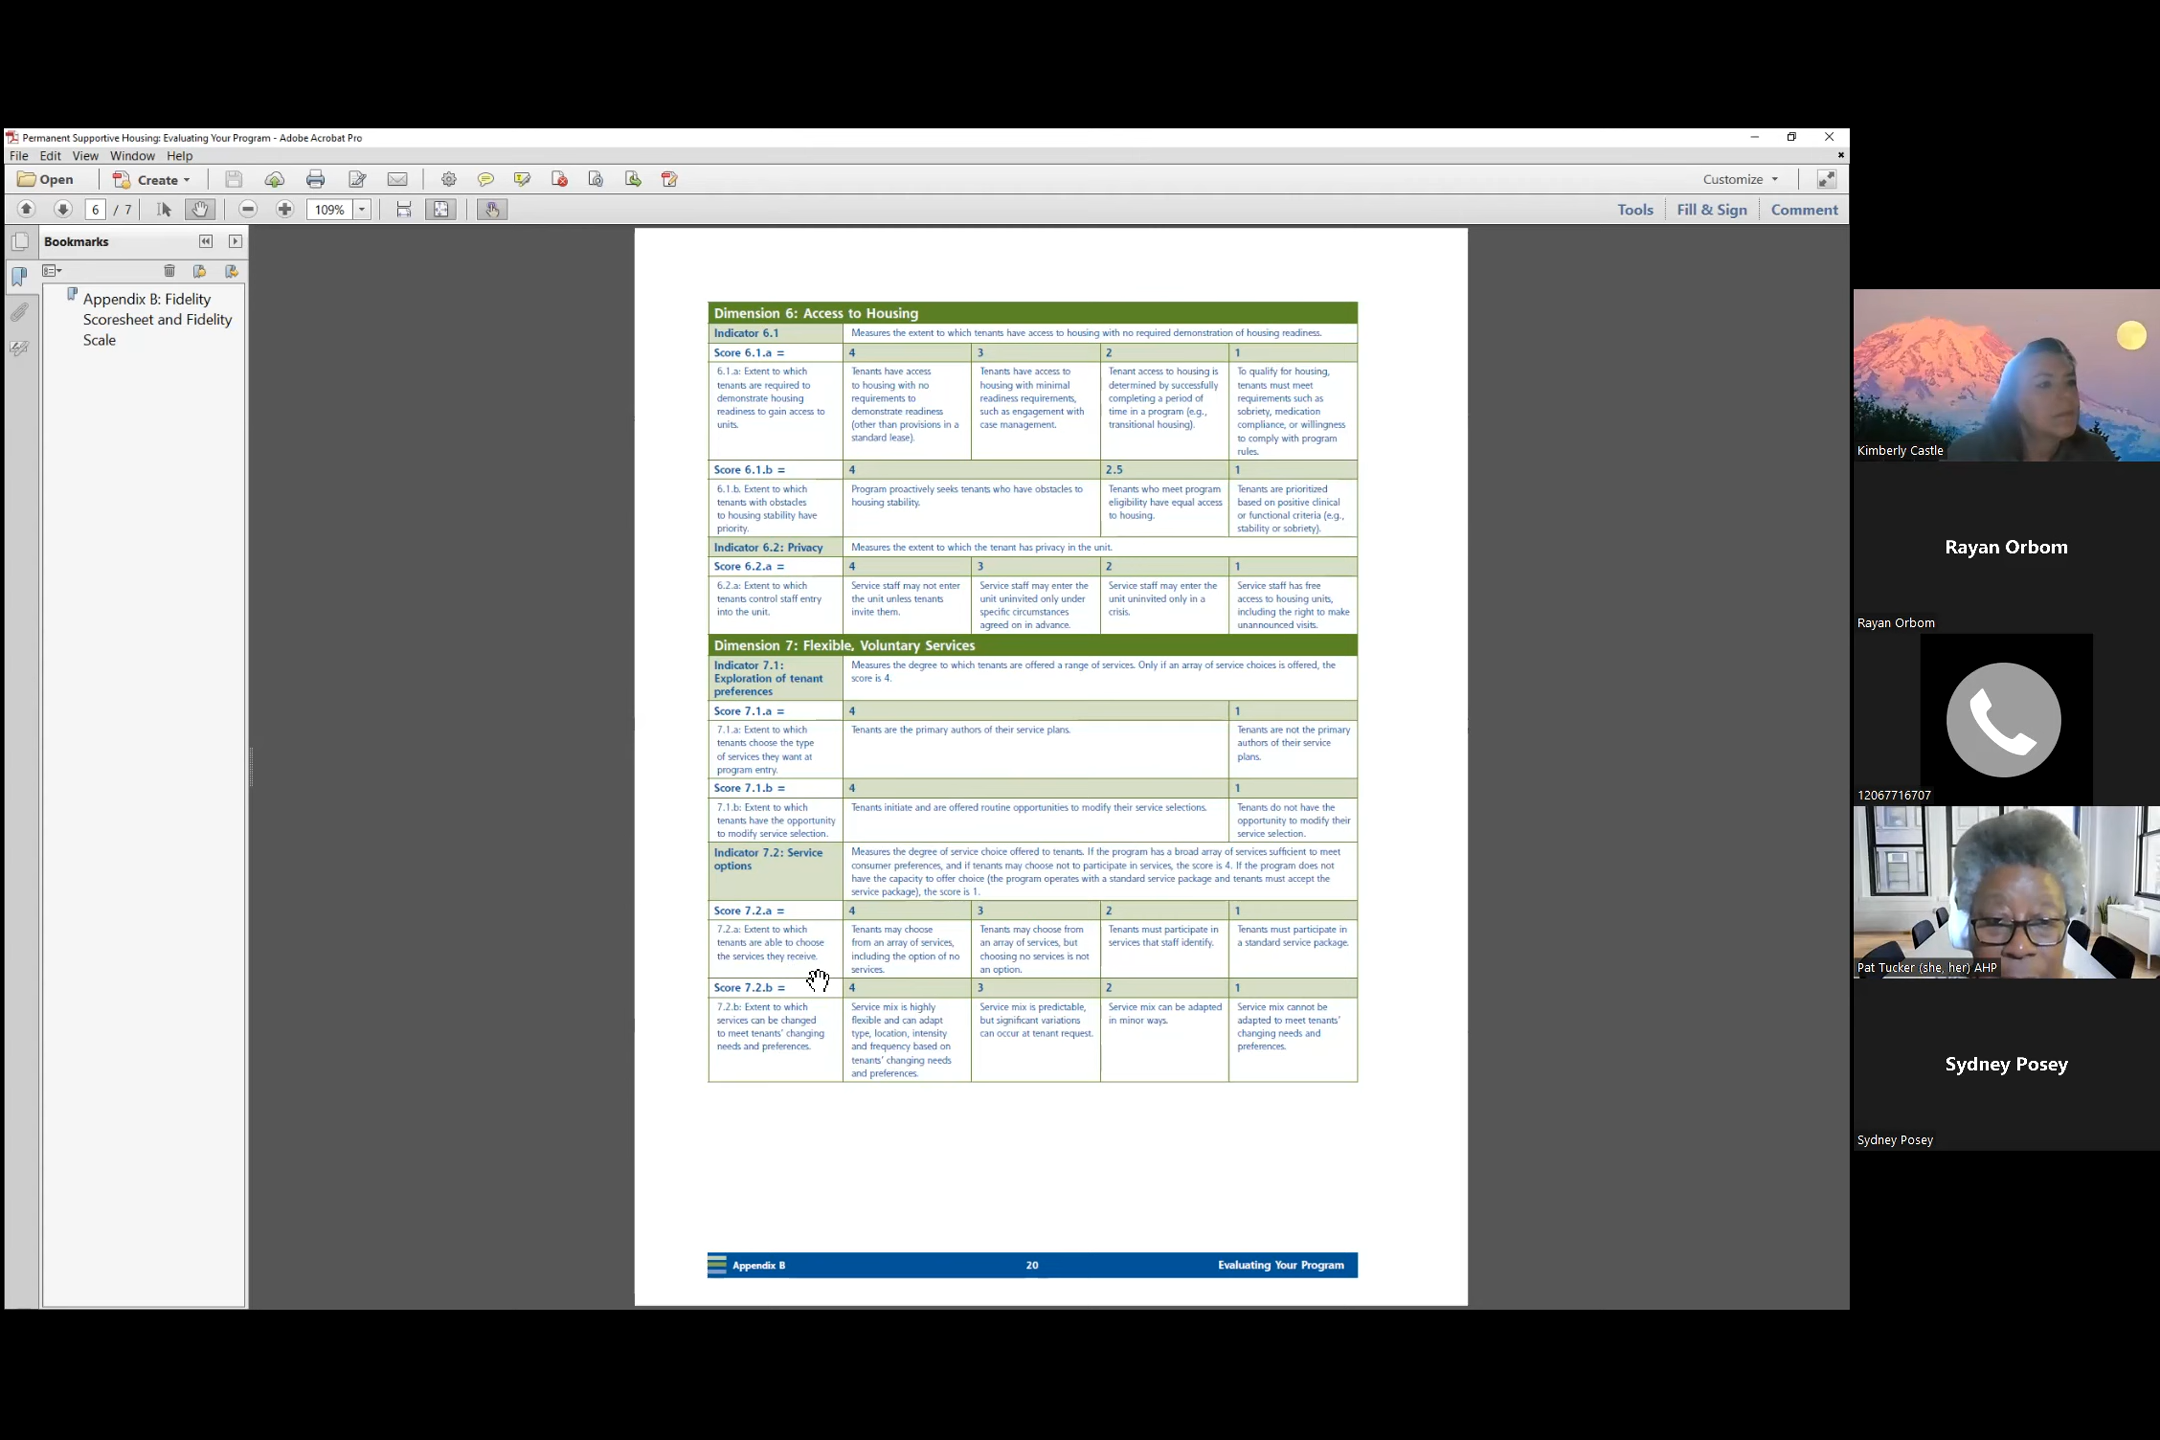 Permanent Supportive Housing: Evaluating Your Program - Adobe Acrobat Pro
File Edit View Window Help
Open Create Customize
6 / 7 109% Tools Fill & Sign Comment
Bookmarks
Appendix B: Fidelity
Scoresheet and Fidelity
Scale
Dimension 6: Access to Housing
Indicator 6.1 Measures the extent to which tenants have access to housing with no required demonstration of housing readiness.
Score 6.1.a = 4 3 2 1
6.1.a: Extent to which
tenants are required to
demonstrate housing
readiness to gain access to
units.
Tenants have access
to housing with no
requirements to
demonstrate readiness
(other than provisions in a
standard lease).
Tenants have access to
housing with minimal
readiness requirements,
such as engagement with
case management.
Tenant access to housing is
determined by successfully
completing a period of
time in a program (e.g.,
transitional housing).
To qualify for housing,
tenants must meet
requirements such as
sobriety, medication
compliance, or willingness
to comply with program
rules.
Score 6.1.b = 4 2.5 1
6.1.b. Extent to which
tenants with obstacles
to housing stability have
priority.
Program proactively seeks tenants who have obstacles to
housing stability.
Tenants who meet program
eligibility have equal access
to housing.
Tenants are prioritized
based on positive clinical
or functional criteria (e.g.,
stability or sobriety).
Indicator 6.2: Privacy Measures the extent to which the tenant has privacy in the unit.
Score 6.2.a = 4 3 2 1
6.2.a: Extent to which
tenants control staff entry
into the unit.
Service staff may not enter
the unit unless tenants
invite them.
Service staff may enter the
unit uninvited only under
specific circumstances
agreed on in advance.
Service staff may enter the
unit uninvited only in a
crisis.
Service staff has free
access to housing units,
including the right to make
unannounced visits.
Dimension 7: Flexible, Voluntary Services
Indicator 7.1:
Exploration of tenant
preferences
Measures the degree to which tenants are offered a range of services. Only if an array of service choices is offered, the
score is 4.
Score 7.1.a = 4 1
7.1.a: Extent to which
tenants choose the type
of services they want at
program entry.
Tenants are the primary authors of their service plans.
Tenants are not the primary
authors of their service
plans.
Score 7.1.b = 4 1
7.1.b: Extent to which
tenants have the opportunity
to modify service selection.
Tenants initiate and are offered routine opportunities to modify their service selections.
Tenants do not have the
opportunity to modify their
service selection.
Indicator 7.2: Service
options
Measures the degree of service choice offered to tenants. If the program has a broad array of services sufficient to meet
consumer preferences, and if tenants may choose not to participate in services, the score is 4. If the program does not
have the capacity to offer choice (the program operates with a standard service package and tenants must accept the
service package), the score is 1.
Score 7.2.a = 4 3 2 1
7.2.a: Extent to which
tenants are able to choose
the services they receive.
Tenants may choose
from an array of services,
including the option of no
services.
Tenants may choose from
an array of services, but
choosing no services is not
an option.
Tenants must participate in
services that staff identify.
Tenants must participate in
a standard service package.
Score 7.2.b = 4 3 2 1
7.2.b: Extent to which
services can be changed
to meet tenants' changing
needs and preferences.
Service mix is highly
flexible and can adapt
type, location, intensity
and frequency based on
tenants' changing needs
and preferences.
Service mix is predictable,
but significant variations
can occur at tenant request.
Service mix can be adapted
in minor ways.
Service mix cannot be
adapted to meet tenants'
changing needs and
preferences.
Appendix B 20 Evaluating Your Program
Kimberly Castle
Rayan Orbom
Rayan Orbom
12067716707
Pat Tucker (she, her) AHP
Sydney Posey
Sydney Posey